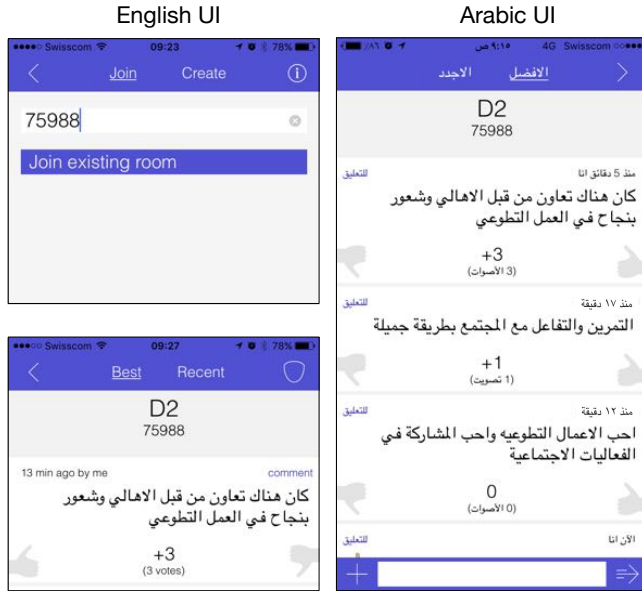 English UI
Swisscom 09:23 78%
Join Create
75988
Join existing room
Swisscom 09:27 78%
Best Recent
D2
75988
13 min ago by me comment
كان هناك تعاون من قبل الاهالي وشعور
بنجاح في العمل التطوعي
+3
(3 votes)
Arabic UI
٨٦٪ ٩:١٥ ص 4G Swisscom
الافضل الاجدد
D2
75988
منذ 5 دقائق انا للتعليق
كان هناك تعاون من قبل الاهالي وشعور
بنجاح في العمل التطوعي
+3
(3 الأصوات)
منذ ١٧ دقيقة للتعليق
التمرين والتفاعل مع المجتمع بطريقة جميلة
+1
(1 تصويت)
منذ ١٢ دقيقة للتعليق
احب الاعمال التطوعيه واحب المشاركة في
الفعاليات الاجتماعية
0
(0 الأصوات)
الآن انا للتعليق